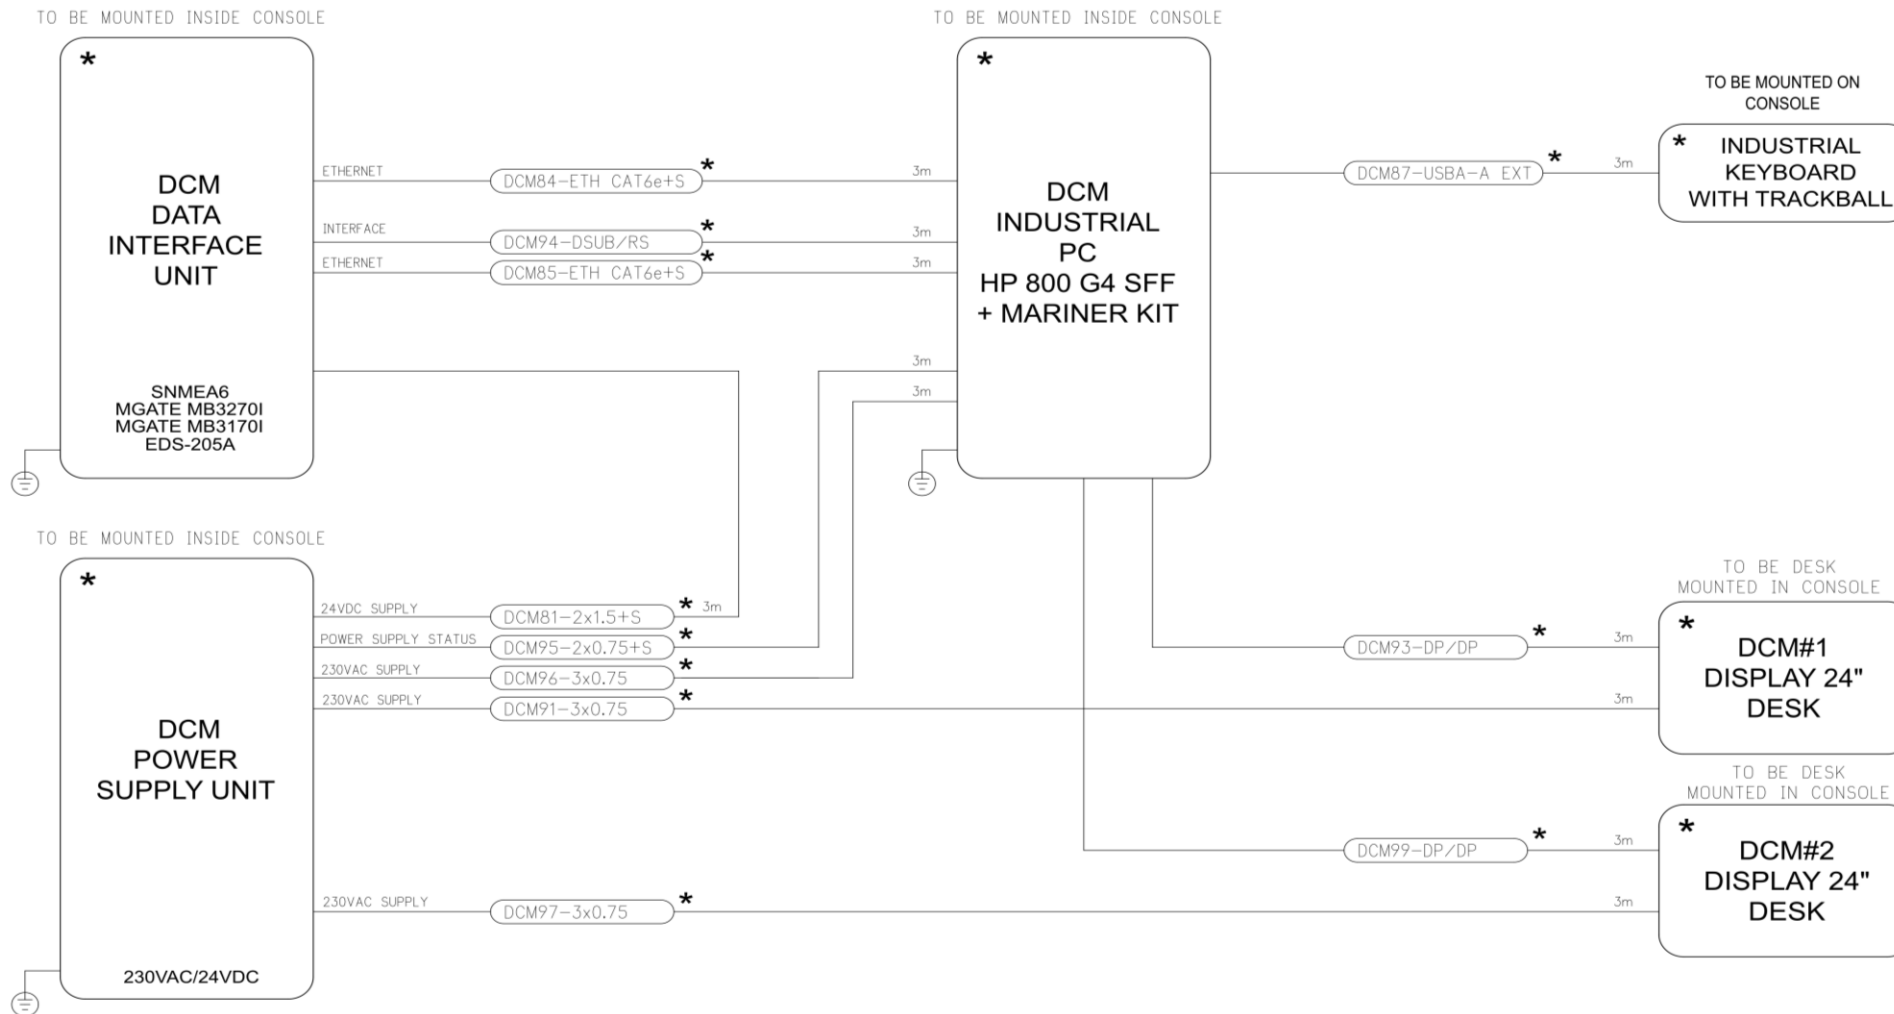 TO BE MOUNTED INSIDE CONSOLE
*
DCM
DATA
INTERFACE
UNIT
SNMEA6
MGATE MB3270I
MGATE MB3170I
EDS-205A
ETHERNET
DCM84-ETH CAT6e+S
*
3m
INTERFACE
DCM94-DSUB/RS
*
3m
ETHERNET
DCM85-ETH CAT6e+S
*
3m
3m
3m
TO BE MOUNTED INSIDE CONSOLE
*
DCM
INDUSTRIAL
PC
HP 800 G4 SFF
+ MARINER KIT
DCM87-USBA-A EXT
*
3m
TO BE MOUNTED ON
CONSOLE
*
INDUSTRIAL
KEYBOARD
WITH TRACKBALL
TO BE MOUNTED INSIDE CONSOLE
*
DCM
POWER
SUPPLY UNIT
230VAC/24VDC
24VDC SUPPLY
DCM81-2x1.5+S
*
3m
POWER SUPPLY STATUS
DCM95-2x0.75+S
*
230VAC SUPPLY
DCM96-3x0.75
*
230VAC SUPPLY
DCM91-3x0.75
*
230VAC SUPPLY
DCM97-3x0.75
*
DCM93-DP/DP
*
3m
3m
TO BE DESK
MOUNTED IN CONSOLE
*
DCM#1
DISPLAY 24"
DESK
DCM99-DP/DP
*
3m
3m
TO BE DESK
MOUNTED IN CONSOLE
*
DCM#2
DISPLAY 24"
DESK